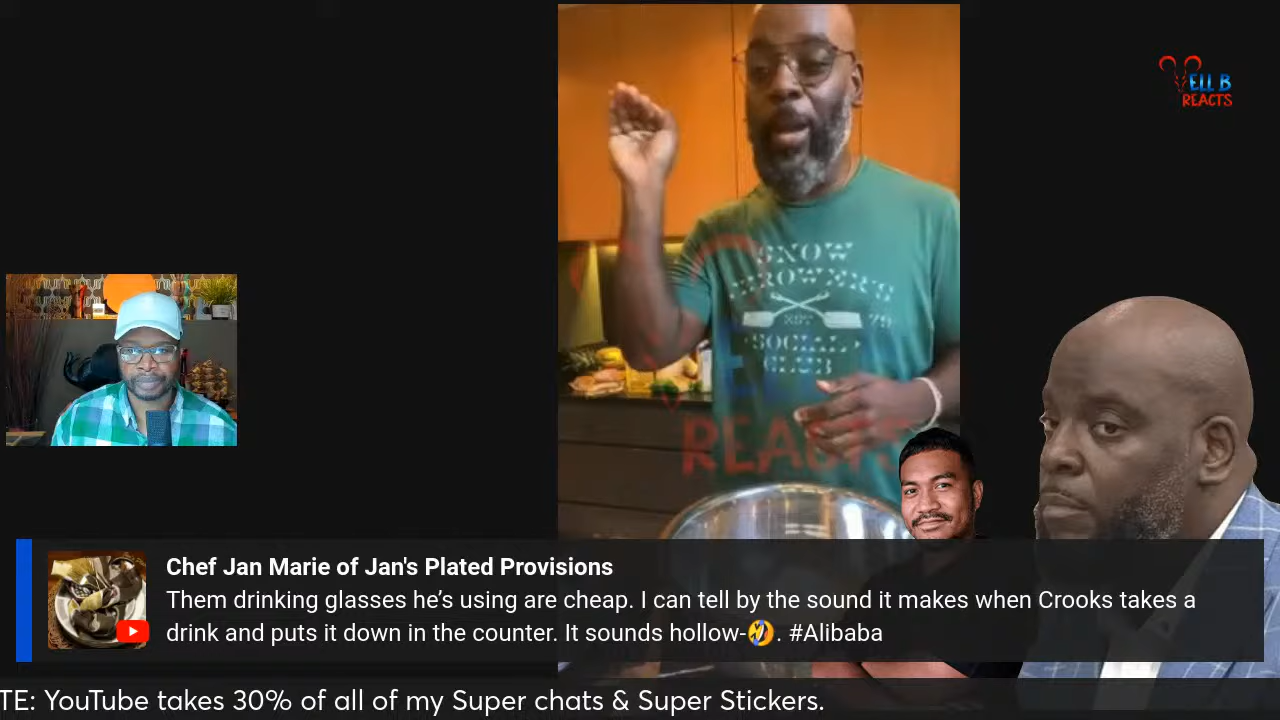 ELL B
REACTS
SNOW
SOCIAL
CLUB
REACTS
Chef Jan Marie of Jan's Plated Provisions
Them drinking glasses he’s using are cheap. I can tell by the sound it makes when Crooks takes a
drink and puts it down in the counter. It sounds hollow-🤣. #Alibaba
TE: YouTube takes 30% of all of my Super chats & Super Stickers.